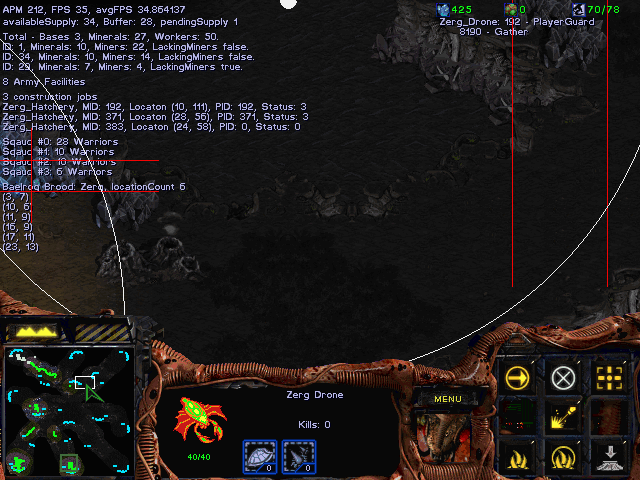 APM 212, FPS 35, avgFPS 34.864137
availableSupply: 34, Buffer: 28, pendingSupply 1
425
0
70/78
Zerg_Drone: 192 - PlayerGuard
8190 - Gather
Total - Bases 3, Minerals: 27, Workers: 50.
ID: 1, Minerals: 10, Miners: 22, LackingMiners false.
ID: 34, Minerals: 10, Miners: 14, LackingMiners false.
ID: 29, Minerals: 7, Miners: 4, LackingMiners true.
8 Army Facilities
3 construction jobs
Zerg_Hatchery, MID: 192, Locaton (10, 111), PID: 192, Status: 3
Zerg_Hatchery, MID: 371, Locaton (28, 56), PID: 371, Status: 3
Zerg_Hatchery, MID: 383, Locaton (24, 58), PID: 0, Status: 0
Squad #0: 28 Warriors
Squad #1: 10 Warriors
Squad #2: 10 Warriors
Squad #3: 6 Warriors
Baelrog Brood: Zerg, locationCount 6
(3, 7)
(10, 6)
(11, 9)
(16, 9)
(17, 11)
(23, 13)
Zerg Drone
Kills: 0
40/40
0
0
MENU